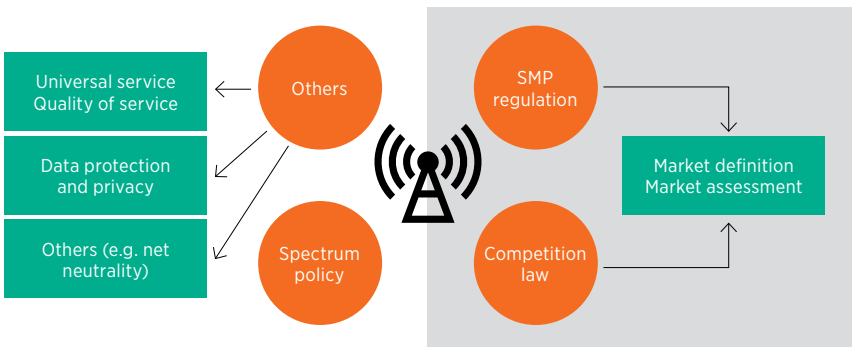 Universal service
Quality of service
Data protection
and privacy
Others (e.g. net
neutrality)
Others
Spectrum
policy
SMP
regulation
Competition
law
Market definition
Market assessment